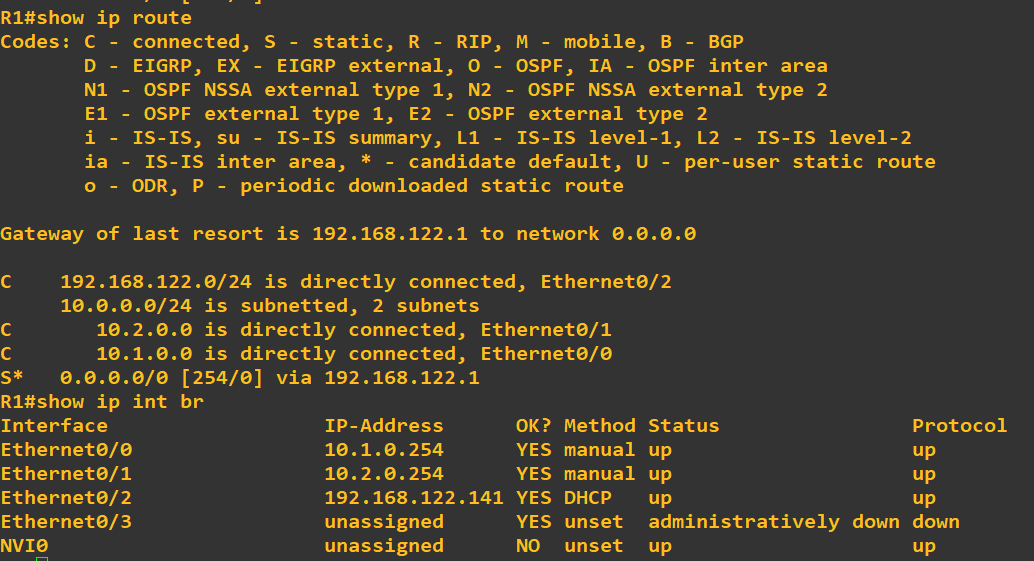 R1#show ip route
Codes: C - connected, S - static, R - RIP, M - mobile, B - BGP
       D - EIGRP, EX - EIGRP external, O - OSPF, IA - OSPF inter area
       N1 - OSPF NSSA external type 1, N2 - OSPF NSSA external type 2
       E1 - OSPF external type 1, E2 - OSPF external type 2
       i - IS-IS, su - IS-IS summary, L1 - IS-IS level-1, L2 - IS-IS level-2
       ia - IS-IS inter area, * - candidate default, U - per-user static route
       o - ODR, P - periodic downloaded static route
Gateway of last resort is 192.168.122.1 to network 0.0.0.0
C    192.168.122.0/24 is directly connected, Ethernet0/2
     10.0.0.0/24 is subnetted, 2 subnets
C       10.2.0.0 is directly connected, Ethernet0/1
C       10.1.0.0 is directly connected, Ethernet0/0
S*   0.0.0.0/0 [254/0] via 192.168.122.1
R1#show ip int br
Interface                  IP-Address      OK? Method Status                Protocol
Ethernet0/0                10.1.0.254      YES manual up                    up
Ethernet0/1                10.2.0.254      YES manual up                    up
Ethernet0/2                192.168.122.141 YES DHCP   up                    up
Ethernet0/3                unassigned      YES unset  administratively down down
NVI0                       unassigned      NO  unset  up                    up